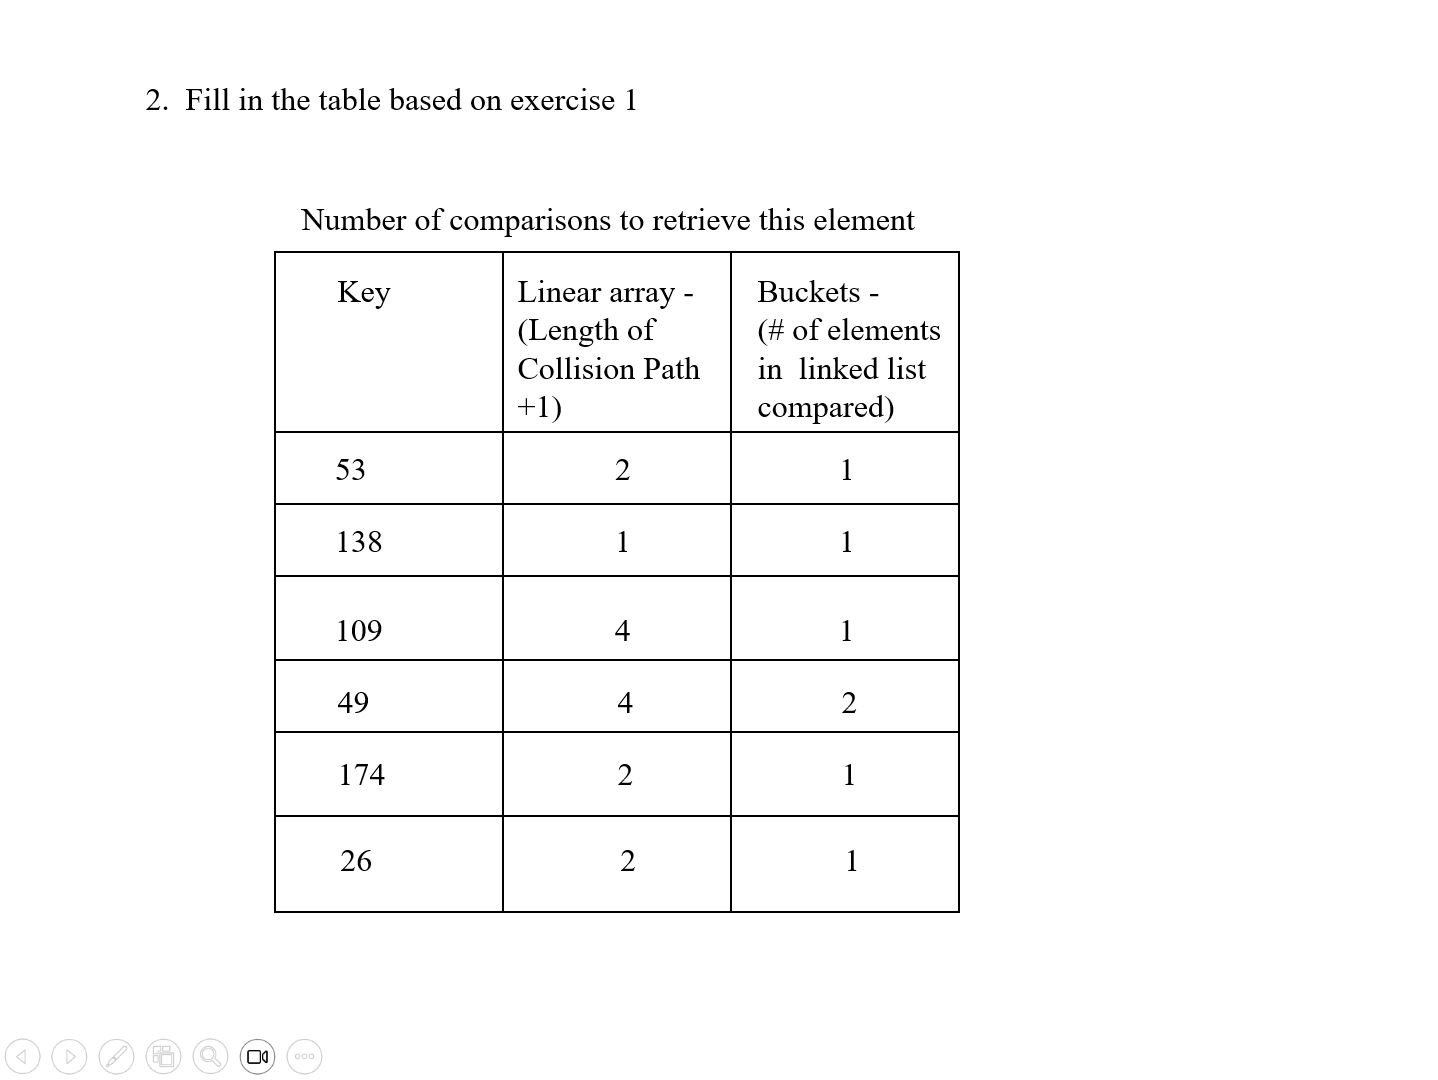 2.  Fill in the table based on exercise 1
Number of comparisons to retrieve this element
Key
Linear array -
(Length of
Collision Path
+1)
Buckets -
(# of elements
in  linked list
compared)
53 2 1
138 1 1
109 4 1
49 4 2
174 2 1
26 2 1